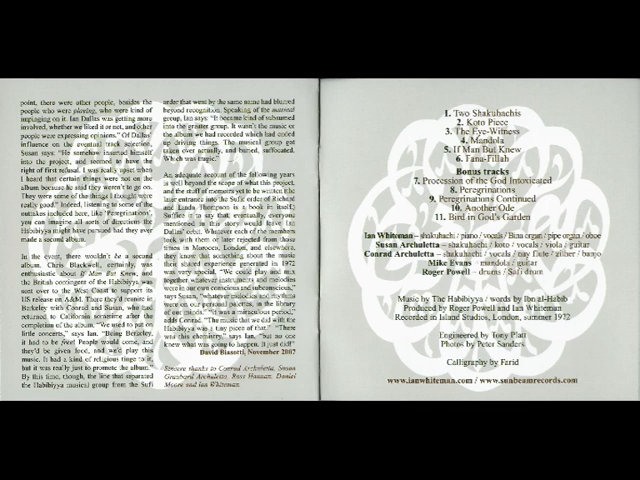 point, there were other people, besides the
people who were playing, who were kind of
impinging on it. Ian Dallas was getting more
involved, whether we liked it or not, and other
people were expressing opinions." Of Dallas'
influence on the eventual track selection,
Susan says: "He somehow inserted himself
into the project, and seemed to have the
right of first refusal. I was really upset when
I heard that certain things were not on the
album because he said they weren't to go on.
They were some of the things I thought were
really good!" Indeed, listening to some of the
outtakes included here, like 'Peregrinations',
you can imagine all sorts of directions the
Habibiyya might have pursued had they ever
made a second album.
In the event, there wouldn't be a second
album. Chris Blackwell, certainly, was
enthusiastic about If Man But Knew, and
the British contingent of the Habibiyya was
sent over to the West Coast to support its
US release on A&M. There they'd reunite in
Berkeley with Conrad and Susan, who had
returned to California sometime after the
completion of the album. "We used to put on
little concerts," says Ian. "Being Berkeley,
it had to be free! People would come, and
they'd be given food, and we'd play this
music. It had a kind of religious tinge to it,
but it was really just to promote the album."
By this time, though, the line that separated
the Habibiyya (musical) group from the Sufi
order that went by the same name had blurred
beyond recognition. Speaking of the musical
group, Ian says: "It became kind of subsumed
into the greater group. It wasn't the music or
the album we had recorded which had ended
up driving things. The musical group got
taken over actually, and buried, suffocated.
Which was tragic."
An adequate account of the following years
is well beyond the scope of what this project,
and the stuff of memoirs yet to be written (the
later entrance into the Sufic order of Richard
and Linda Thompson is a book in itself).
Suffice it to say that, eventually, everyone
mentioned in this story would leave Ian
Dallas' orbit. Whatever each of the members
took with them or later rejected from those
times in Morocco, London, and elsewhere,
they know that something about the music
their shared experience generated in 1972
was very special. "We could play and mix
together whatever instruments and melodies
were in our own conscious and subconscious,"
says Susan, "whatever melodies and rhythms
were on our personal palettes, in the library
of our minds." "It was a miraculous period,"
adds Conrad. "The music that we did with the
Habibiyya was a tiny piece of that." "There
was this chemistry," says Ian, "but no one
knew what was going to happen, it just did!"
David Biasotti, November 2007
Sincere thanks to Conrad Archuletta, Susan
Graubard Archuletta, Ross Hannan, Daniel
Moore and Ian Whiteman.
1. Two Shakuhachis
2. Koto Piece
3. The Eye-Witness
4. Mandola
5. If Man But Knew
6. Fana-Fillah
Bonus tracks
7. Procession of the God Intoxicated
8. Peregrinations
9. Peregrinations Continued
10. Another Ode
11. Bird in God's Garden
Ian Whiteman – shakuhachi / piano / vocals / Bina organ / pipe organ / oboe
Susan Archuletta – shakuhachi / koto / vocals / viola / guitar
Conrad Archuletta – shakuhachi / vocals / nay flute / zither / banjo
Mike Evans – mandola / guitar
Roger Powell – drums / Safi drum
Music by The Habibiyya / words by Ibn al-Habib
Produced by Roger Powell and Ian Whiteman
Recorded in Island Studios, London, summer 1972
Engineered by Tony Platt
Photos by Peter Sanders
Calligraphy by Farid
www.ianwhiteman.com / www.sunbeamrecords.com